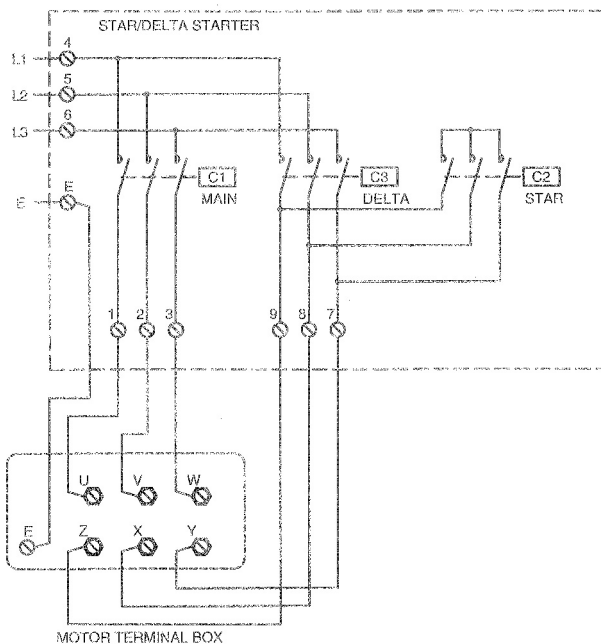 STAR/DELTA STARTER
4
L1
5
L2
6
L3
E
E
C1
MAIN
C3
DELTA
C2
STAR
1 2 3 9 8 7
U V W
E
Z X Y
MOTOR TERMINAL BOX